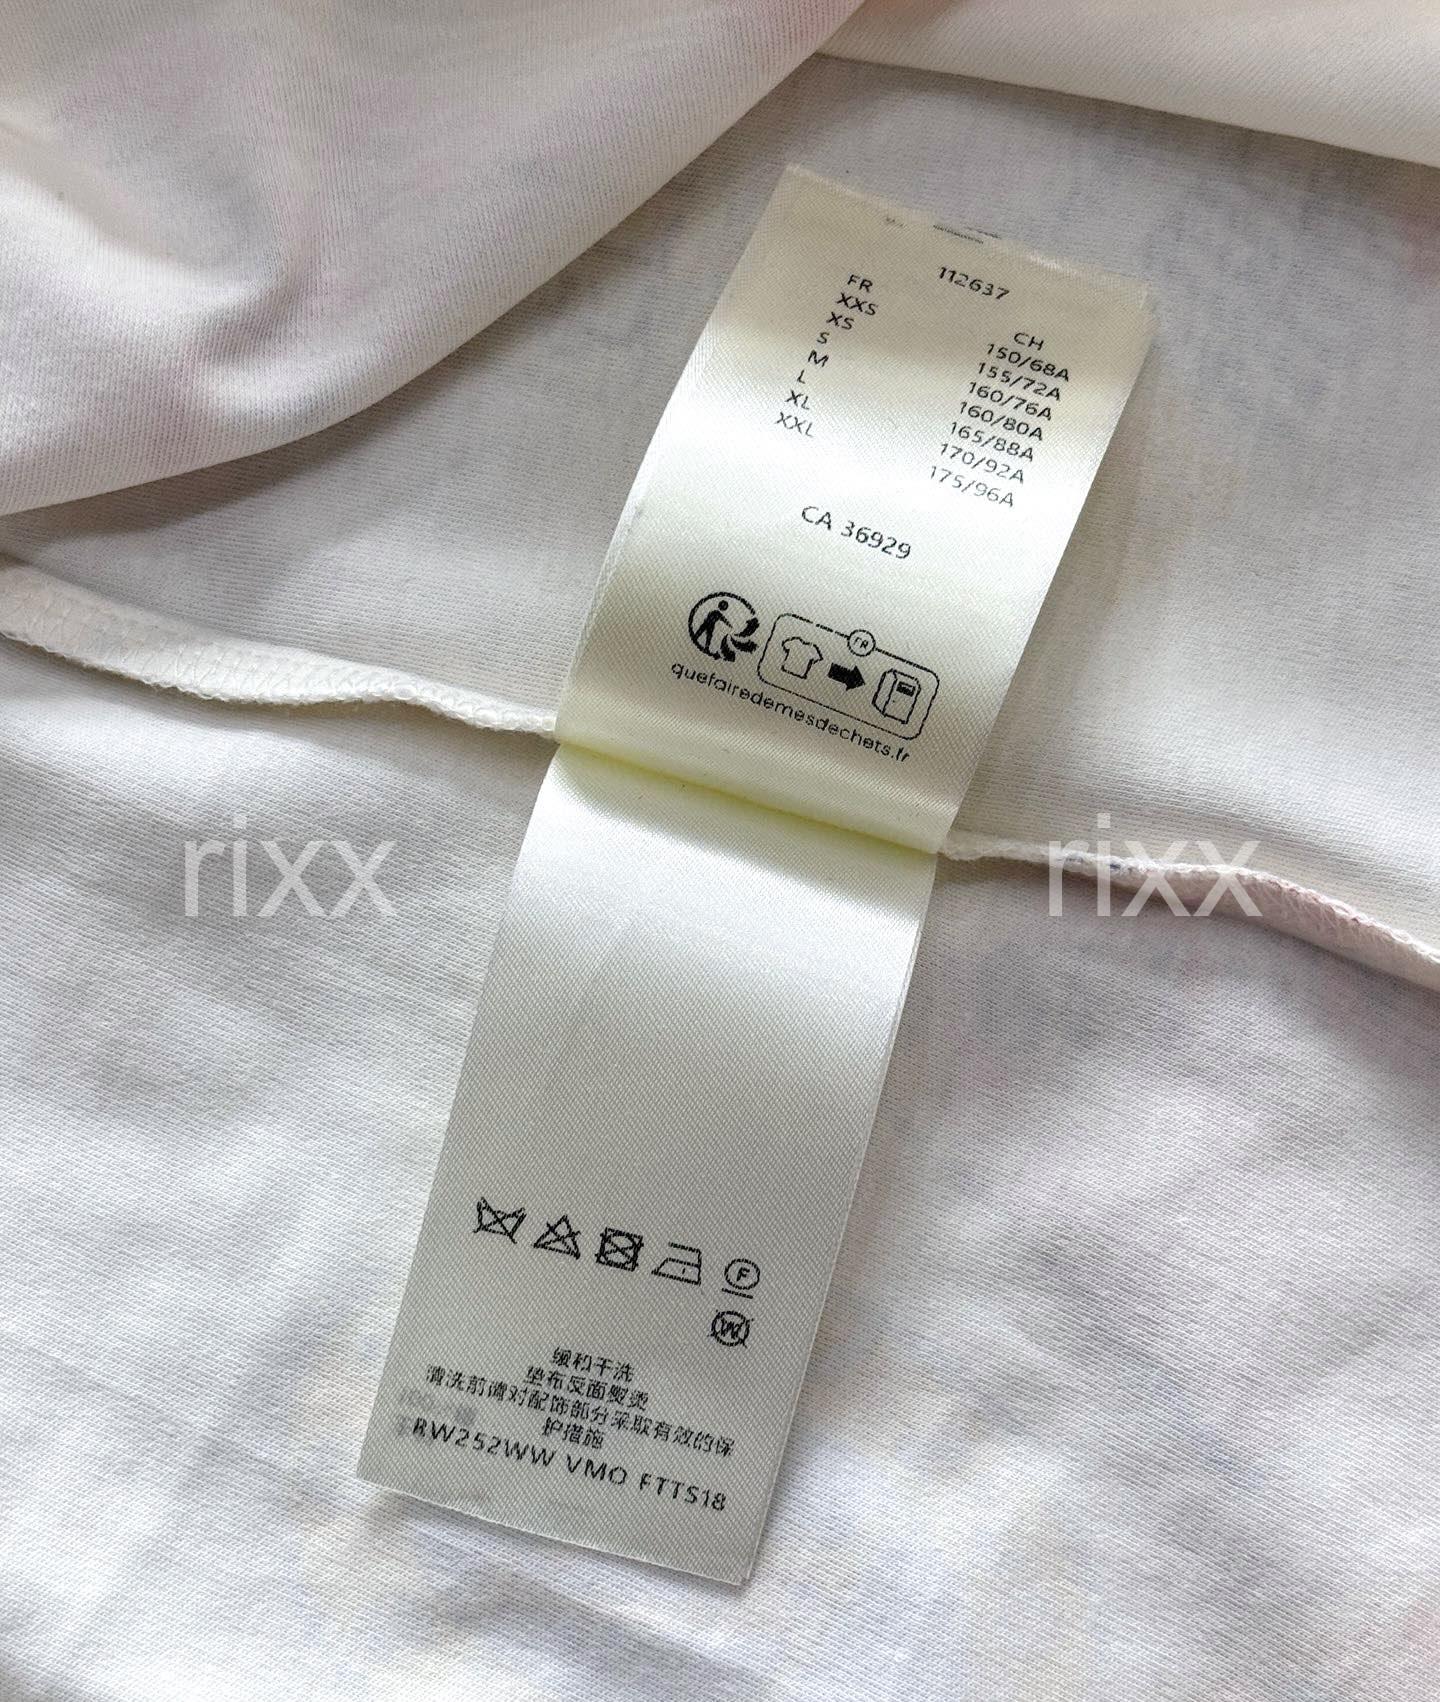 112637
FR CH
XXS 150/68A
XS 155/72A
S 160/76A
M 160/80A
L 165/88A
XL 170/92A
XXL 175/96A
CA 36929
FR
quefairedemesdechets.fr
rixx rixx
F
W
缓和干洗
垫布反面熨烫
清洗前请对配饰部分采取有效的保
护措施
RW252WW VMO FTTS18